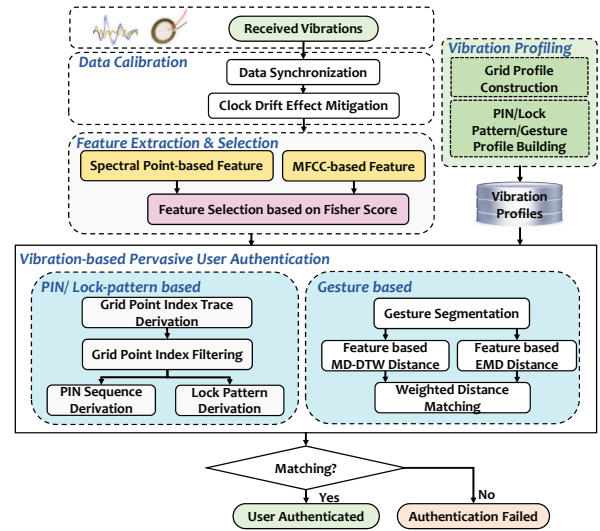 Received Vibrations
Data Calibration
Data Synchronization
Clock Drift Effect Mitigation
Vibration Profiling
Grid Profile
Construction
PIN/Lock
Pattern/Gesture
Profile Building
Feature Extraction & Selection
Spectral Point-based Feature
MFCC-based Feature
Feature Selection based on Fisher Score
Vibration
Profiles
Vibration-based Pervasive User Authentication
PIN/ Lock-pattern based
Grid Point Index Trace
Derivation
Grid Point Index Filtering
PIN Sequence
Derivation
Lock Pattern
Derivation
Gesture based
Gesture Segmentation
Feature based
MD-DTW Distance
Feature based
EMD Distance
Weighted Distance
Matching
Matching?
Yes
No
User Authenticated
Authentication Failed